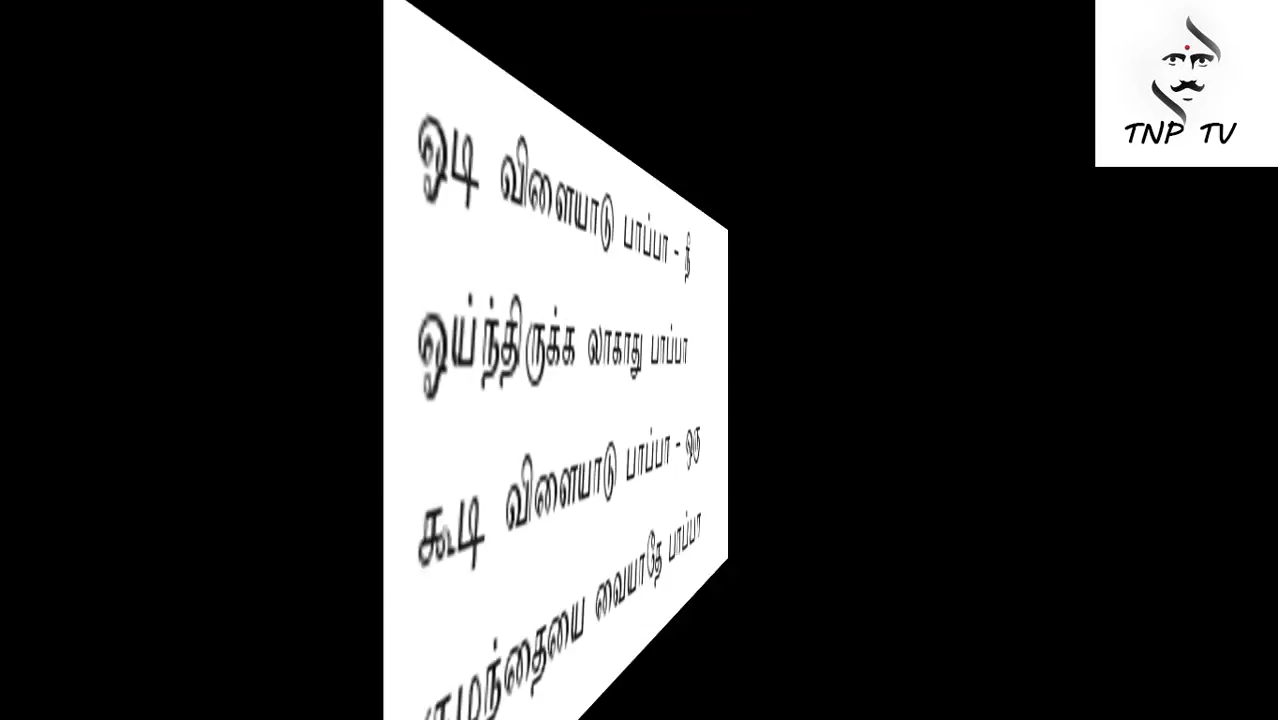 ஓடி விளையாடு பாப்பா - நீ
ஓய்ந்திருக்க லாகாது பாப்பா
கூடி விளையாடு பாப்பா - ஒரு
குழந்தையை வையாதே பாப்பா
TNP TV